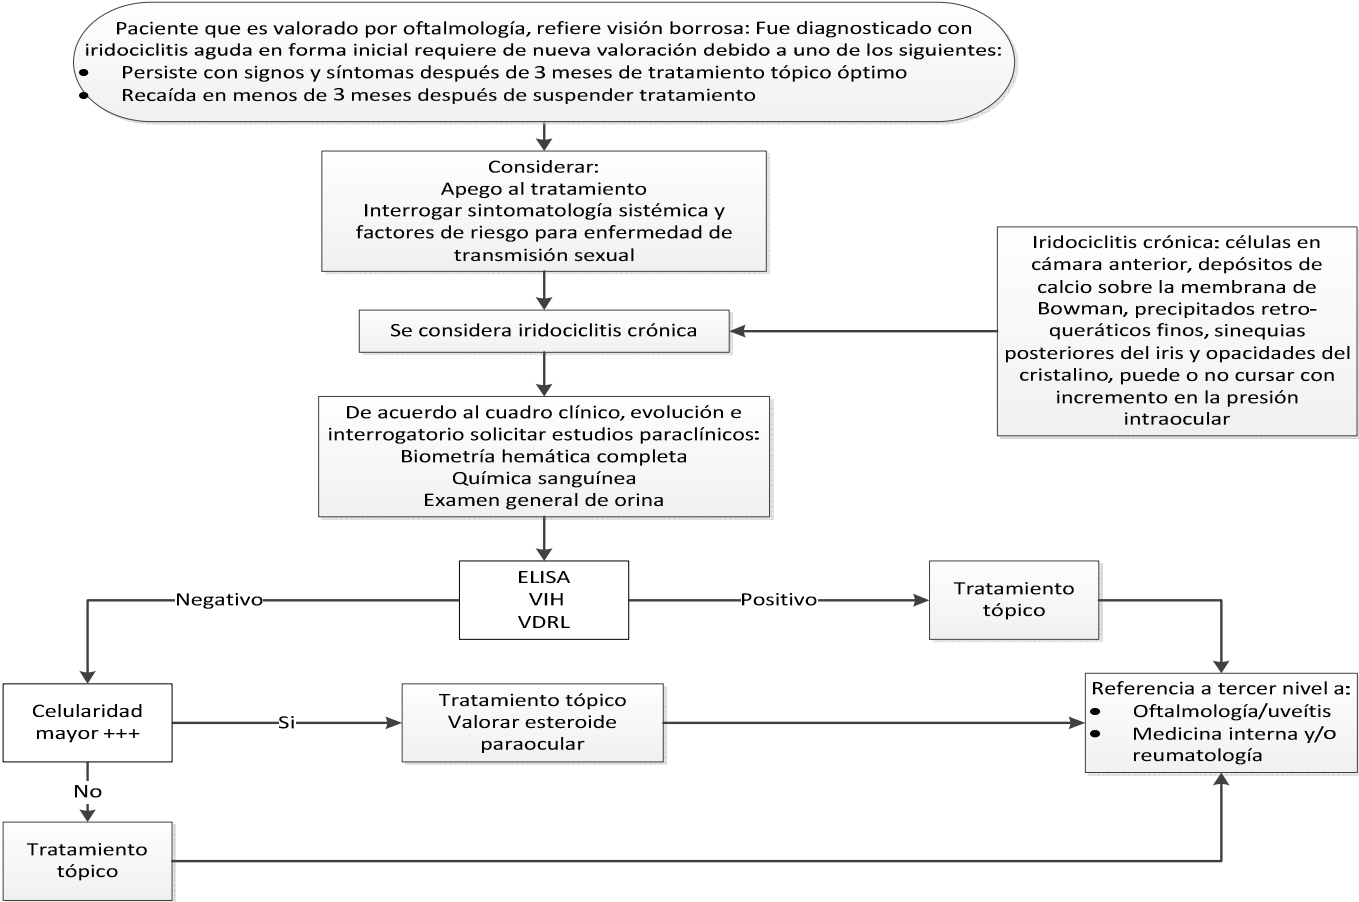 Paciente que es valorado por oftalmología, refiere visión borrosa: Fue diagnosticado con
iridociclitis aguda en forma inicial requiere de nueva valoración debido a uno de los siguientes:
● Persiste con signos y síntomas después de 3 meses de tratamiento tópico óptimo
● Recaída en menos de 3 meses después de suspender tratamiento
Considerar:
Apego al tratamiento
Interrogar sintomatología sistémica y
factores de riesgo para enfermedad de
transmisión sexual
Iridociclitis crónica: células en
cámara anterior, depósitos de
calcio sobre la membrana de
Bowman, precipitados retro-
queráticos finos, sinequias
posteriores del iris y opacidades del
cristalino, puede o no cursar con
incremento en la presión
intraocular
Se considera iridociclitis crónica
De acuerdo al cuadro clínico, evolución e
interrogatorio solicitar estudios paraclínicos:
Biometría hemática completa
Química sanguínea
Examen general de orina
ELISA
VIH
VDRL
Negativo
Positivo
Tratamiento
tópico
Celularidad
mayor +++
Si
Tratamiento tópico
Valorar esteroide
paraocular
Referencia a tercer nivel a:
● Oftalmología/uveítis
● Medicina interna y/o
reumatología
No
Tratamiento
tópico